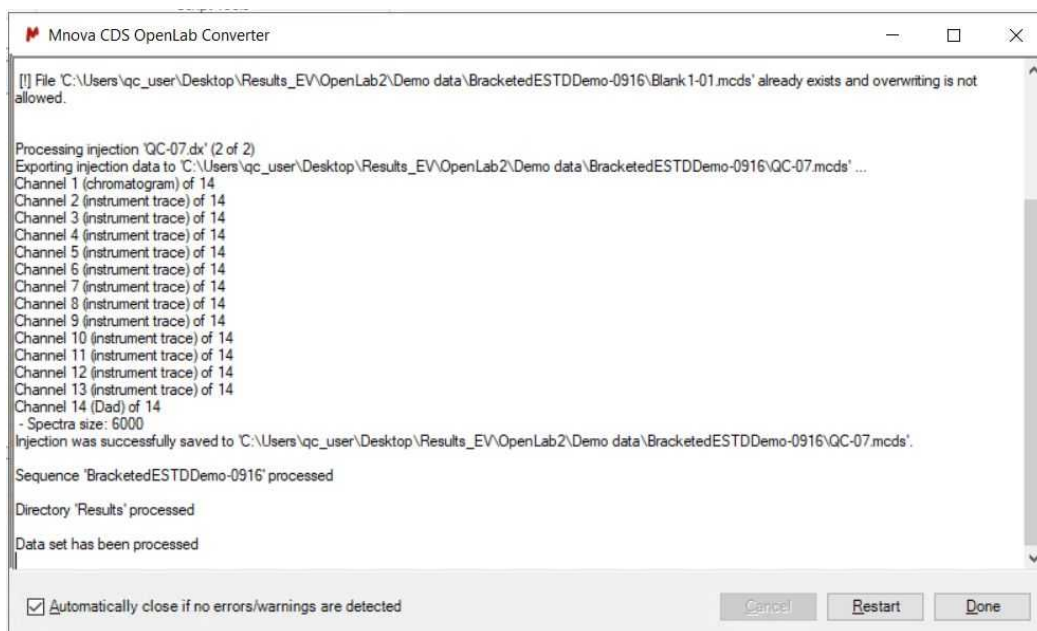 Mnova CDS OpenLab Converter
[!] File 'C:\Users\qc_user\Desktop\Results_EV\OpenLab2\Demo data\BracketedESTDDemo-0916\Blank1-01.mcds' already exists and overwriting is not
allowed.
Processing injection 'QC-07.dx' (2 of 2)
Exporting injection data to 'C:\Users\qc_user\Desktop\Results_EV\OpenLab2\Demo data\BracketedESTDDemo-0916\QC-07.mcds' ...
Channel 1 (chromatogram) of 14
Channel 2 (instrument trace) of 14
Channel 3 (instrument trace) of 14
Channel 4 (instrument trace) of 14
Channel 5 (instrument trace) of 14
Channel 6 (instrument trace) of 14
Channel 7 (instrument trace) of 14
Channel 8 (instrument trace) of 14
Channel 9 (instrument trace) of 14
Channel 10 (instrument trace) of 14
Channel 11 (instrument trace) of 14
Channel 12 (instrument trace) of 14
Channel 13 (instrument trace) of 14
Channel 14 (Dad) of 14
- Spectra size: 6000
Injection was successfully saved to 'C:\Users\qc_user\Desktop\Results_EV\OpenLab2\Demo data\BracketedESTDDemo-0916\QC-07.mcds'.
Sequence 'BracketedESTDDemo-0916' processed
Directory 'Results' processed
Data set has been processed
Automatically close if no errors/warnings are detected
Cancel Restart Done